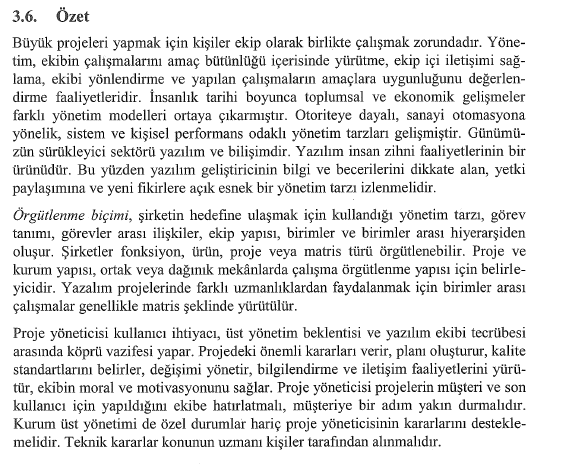 3.6. Özet
Büyük projeleri yapmak için kişiler ekip olarak birlikte çalışmak zorundadır. Yöne-
tim, ekibin çalışmalarını amaç bütünlüğü içerisinde yürütme, ekip içi iletişimi sağ-
lama, ekibi yönlendirme ve yapılan çalışmaların amaçlara uygunluğunu değerlen-
dirme faaliyetleridir. İnsanlık tarihi boyunca toplumsal ve ekonomik gelişmeler
farklı yönetim modelleri ortaya çıkarmıştır. Otoriteye dayalı, sanayi otomasyona
yönelik, sistem ve kişisel performans odaklı yönetim tarzları gelişmiştir. Günümü-
zün sürükleyici sektörü yazılım ve bilişimdir. Yazılım insan zihni faaliyetlerinin bir
ürünüdür. Bu yüzden yazılım geliştiricinin bilgi ve becerilerini dikkate alan, yetki
paylaşımına ve yeni fikirlere açık esnek bir yönetim tarzı izlenmelidir.
Örgütlenme biçimi, şirketin hedefine ulaşmak için kullandığı yönetim tarzı, görev
tanımı, görevler arası ilişkiler, ekip yapısı, birimler ve birimler arası hiyerarşiden
oluşur. Şirketler fonksiyon, ürün, proje veya matris türü örgütlenebilir. Proje ve
kurum yapısı, ortak veya dağınık mekânlarda çalışma örgütlenme yapısı için belirle-
yicidir. Yazalım projelerinde farklı uzmanlıklardan faydalanmak için birimler arası
çalışmalar genellikle matris şeklinde yürütülür.
Proje yöneticisi kullanıcı ihtiyacı, üst yönetim beklentisi ve yazılım ekibi tecrübesi
arasında köprü vazifesi yapar. Projedeki önemli kararları verir, planı oluşturur, kalite
standartlarını belirler, değişimi yönetir, bilgilendirme ve iletişim faaliyetlerini yürü-
tür, ekibin moral ve motivasyonunu sağlar. Proje yöneticisi projelerin müşteri ve son
kullanıcı için yapıldığını ekibe hatırlatmalı, müşteriye bir adım yakın durmalıdır.
Kurum üst yönetimi de özel durumlar hariç proje yöneticisinin kararlarını destekle-
melidir. Teknik kararlar konunun uzmanı kişiler tarafından alınmalıdır.